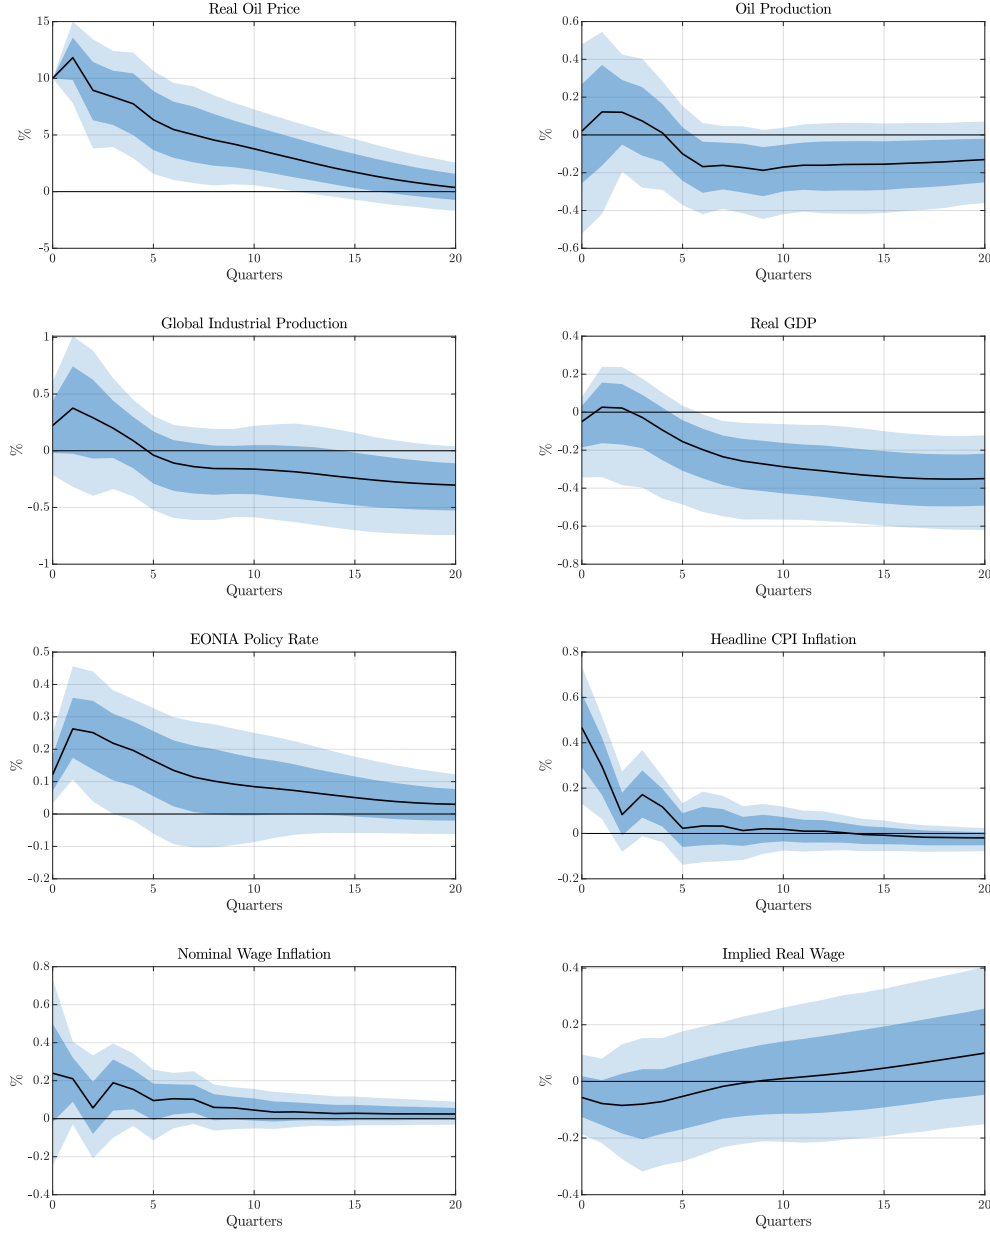 Real Oil Price
15
10
5
0
-5
%
0 5 10 15 20
Quarters
Oil Production
0.6
0.4
0.2
0
-0.2
-0.4
-0.6
%
0 5 10 15 20
Quarters
Global Industrial Production
1
0.5
0
-0.5
-1
%
0 5 10 15 20
Quarters
Real GDP
0.4
0.2
0
-0.2
-0.4
-0.6
-0.8
%
0 5 10 15 20
Quarters
EONIA Policy Rate
0.5
0.4
0.3
0.2
0.1
0
-0.1
-0.2
%
0 5 10 15 20
Quarters
Headline CPI Inflation
0.8
0.6
0.4
0.2
0
-0.2
%
0 5 10 15 20
Quarters
Nominal Wage Inflation
0.8
0.6
0.4
0.2
0
-0.2
-0.4
%
0 5 10 15 20
Quarters
Implied Real Wage
0.4
0.2
0
-0.2
-0.4
%
0 5 10 15 20
Quarters